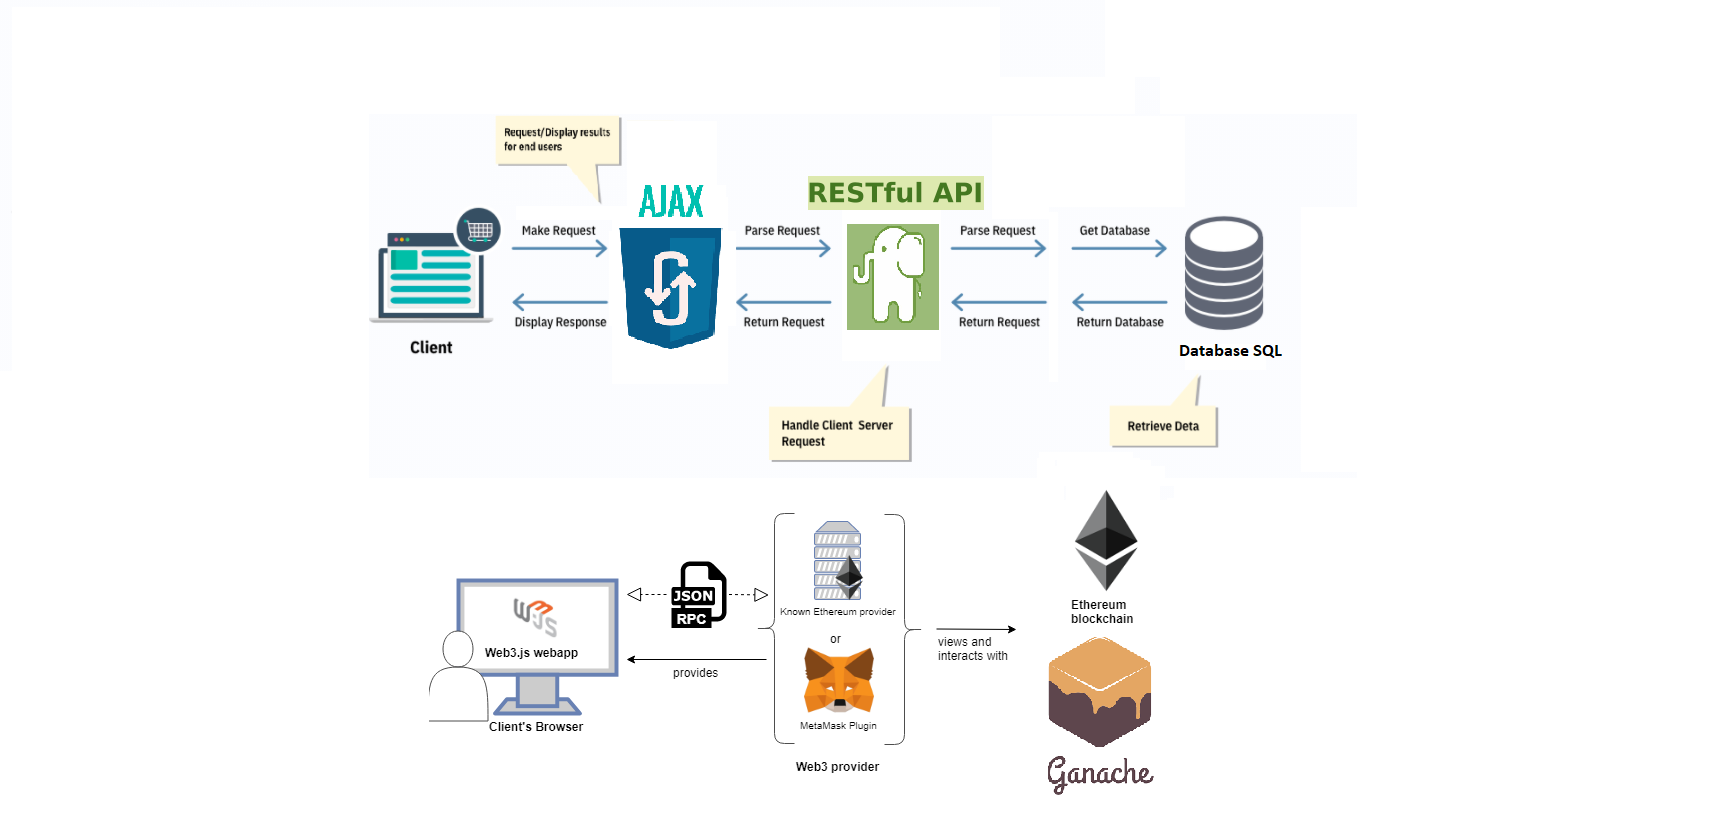 Request/Display results
for end users
AJAX
RESTful API
Make Request
Parse Request
Parse Request
Get Database
Display Response
Return Request
Return Request
Return Database
Client
Database SQL
Handle Client Server
Request
Retrieve Deta
W3JS
Web3.js webapp
Client's Browser
JSON
RPC
provides
Known Ethereum provider
or
MetaMask Plugin
Web3 provider
views and
interacts with
Ethereum
blockchain
Ganache